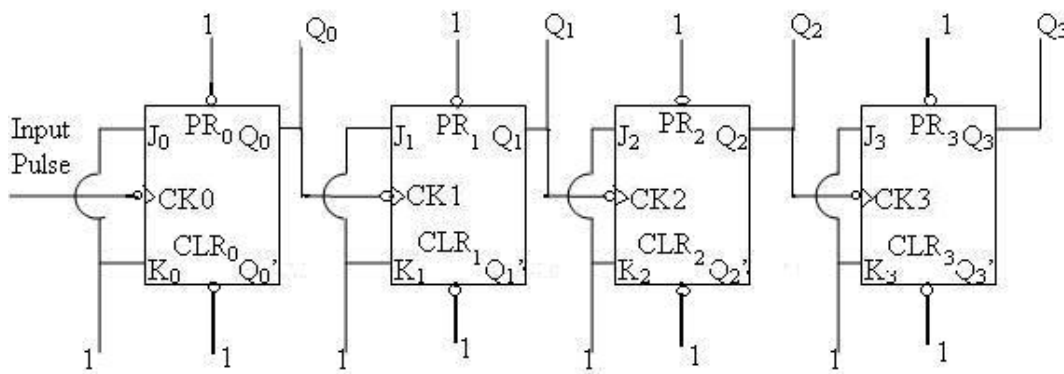 1 Q₀ 1 Q₁ 1 Q₂ 1 Q₃
Input
Pulse
J₀ PR₀ Q₀
CK0
CLR₀
K₀ Q₀'
J₁ PR₁ Q₁
CK1
CLR₁
K₁ Q₁'
J₂ PR₂ Q₂
CK2
CLR₂
K₂ Q₂'
J₃ PR₃ Q₃
CK3
CLR₃
K₃ Q₃'
1 1 1 1 1 1 1 1